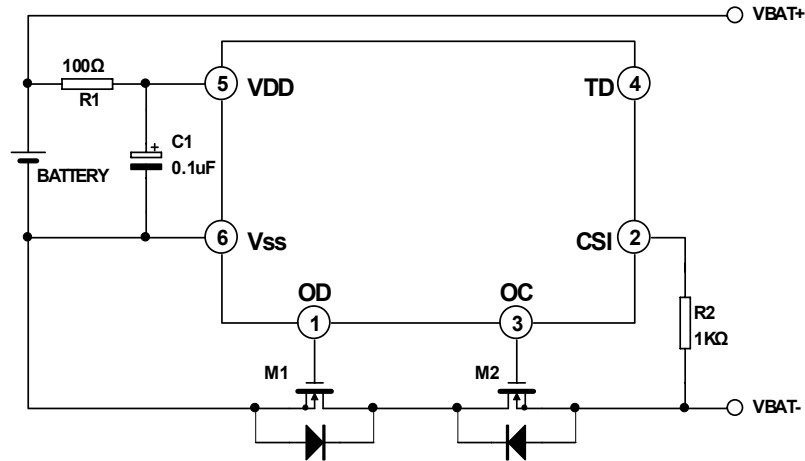 VBAT+
100Ω
R1
5 VDD
TD 4
C1
0.1uF
+
BATTERY
6 Vss
CSI 2
OD
1
OC
3
R2
1KΩ
M1
M2
VBAT-